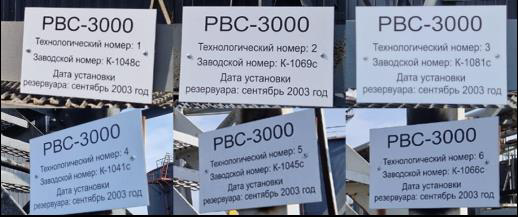 РВС-3000
Технологический номер: 1
Заводской номер: К-1048с
Дата установки
резервуара: сентябрь 2003 год
РВС-3000
Технологический номер: 2
Заводской номер: К-1069с
Дата установки
резервуара: сентябрь 2003 год
РВС-3000
Технологический номер: 3
Заводской номер: К-1081с
Дата установки
резервуара: сентябрь 2003 год
РВС-3000
Технологический номер: 4
Заводской номер: К-1041с
Дата установки
резервуара: сентябрь 2003 год
РВС-3000
Технологический номер: 5
Заводской номер: К-1045с
Дата установки
резервуара: сентябрь 2003 год
РВС-3000
Технологический номер: 6
Заводской номер: К-1066с
Дата установки
резервуара: сентябрь 2003 год